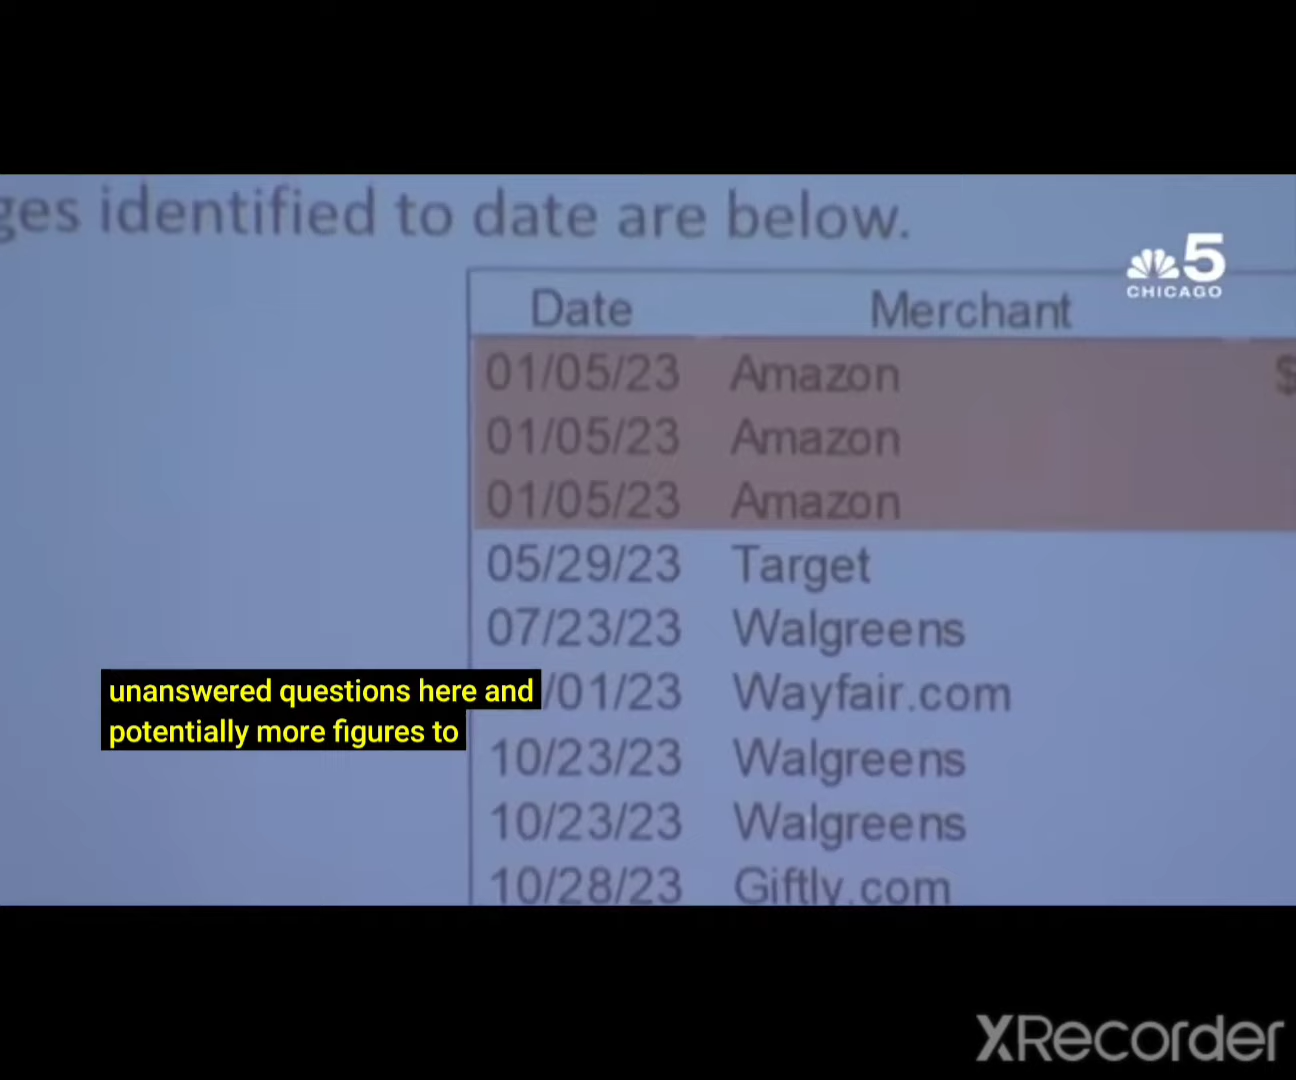 ges identified to date are below.
5
CHICAGO
Date Merchant
01/05/23 Amazon $
01/05/23 Amazon
01/05/23 Amazon
05/29/23 Target
07/23/23 Walgreens
/01/23 Wayfair.com
10/23/23 Walgreens
10/23/23 Walgreens
10/28/23 Giftly.com
unanswered questions here and
potentially more figures to
XRecorder